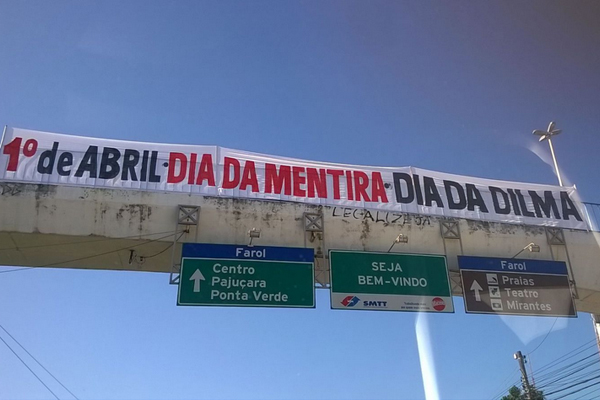 1º de ABRIL·DIA DA MENTIRA·DIA DA DILMA
LEGALIZE JA
Farol
Centro
Pajuçara
Ponta Verde
SEJA
BEM-VINDO
SMTT
Farol
Praias
Teatro
Mirantes